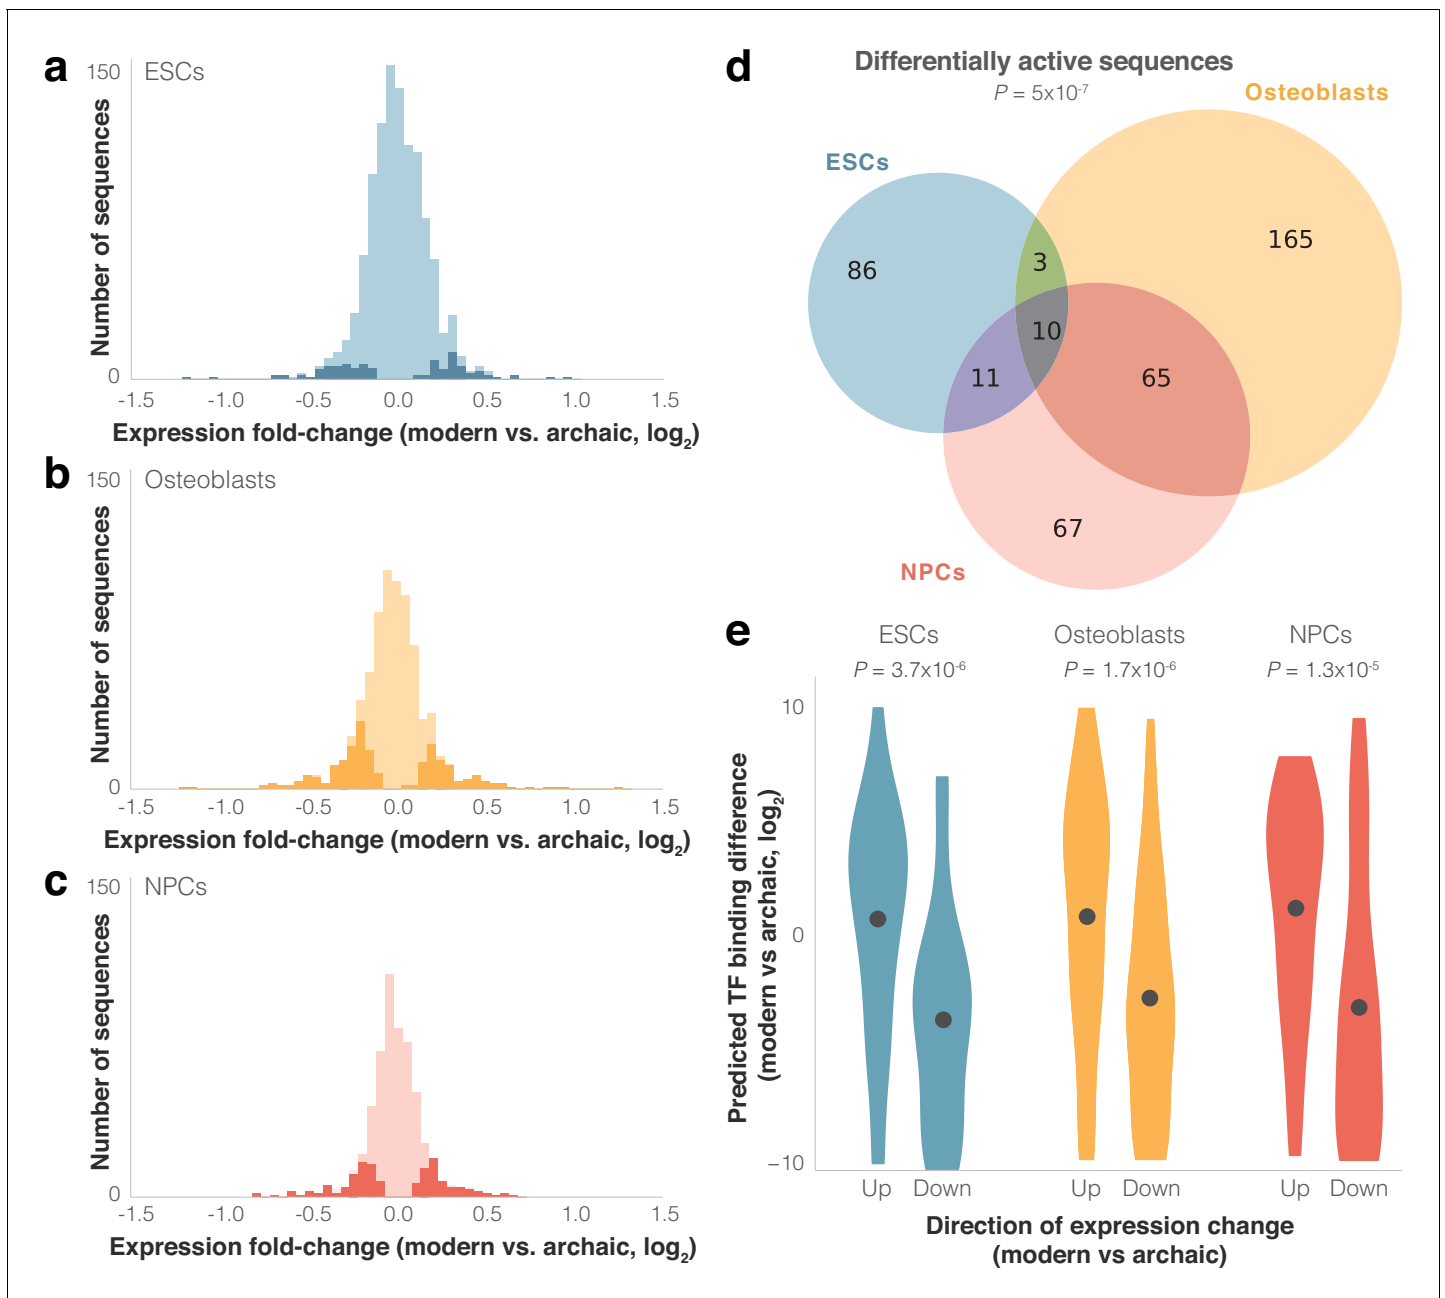 a
ESCs
150
Number of sequences
0
-1.5 -1.0 -0.5 0.0 0.5 1.0 1.5
Expression fold-change (modern vs. archaic, log₂)
b
Osteoblasts
150
Number of sequences
0
-1.5 -1.0 -0.5 0.0 0.5 1.0 1.5
Expression fold-change (modern vs. archaic, log₂)
c
NPCs
150
Number of sequences
0
-1.5 -1.0 -0.5 0.0 0.5 1.0 1.5
Expression fold-change (modern vs. archaic, log₂)
d
Differentially active sequences
P = 5x10⁻⁷
Osteoblasts
ESCs
165
3
86
10
11
65
67
NPCs
e
ESCs Osteoblasts NPCs
P = 3.7x10⁻⁶ P = 1.7x10⁻⁶ P = 1.3x10⁻⁵
10
0
−10
Predicted TF binding difference
(modern vs archaic, log₂)
Up Down Up Down Up Down
Direction of expression change
(modern vs archaic)